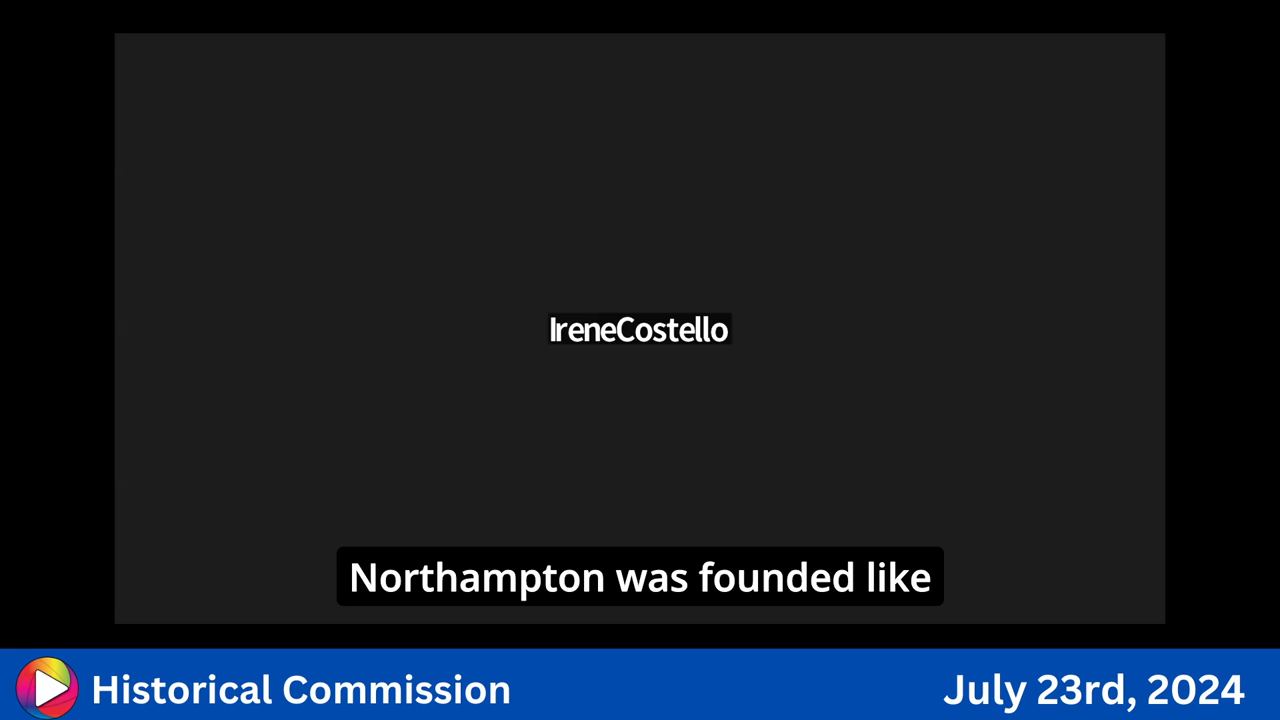 IreneCostello
Northampton was founded like
Historical Commission
July 23rd, 2024